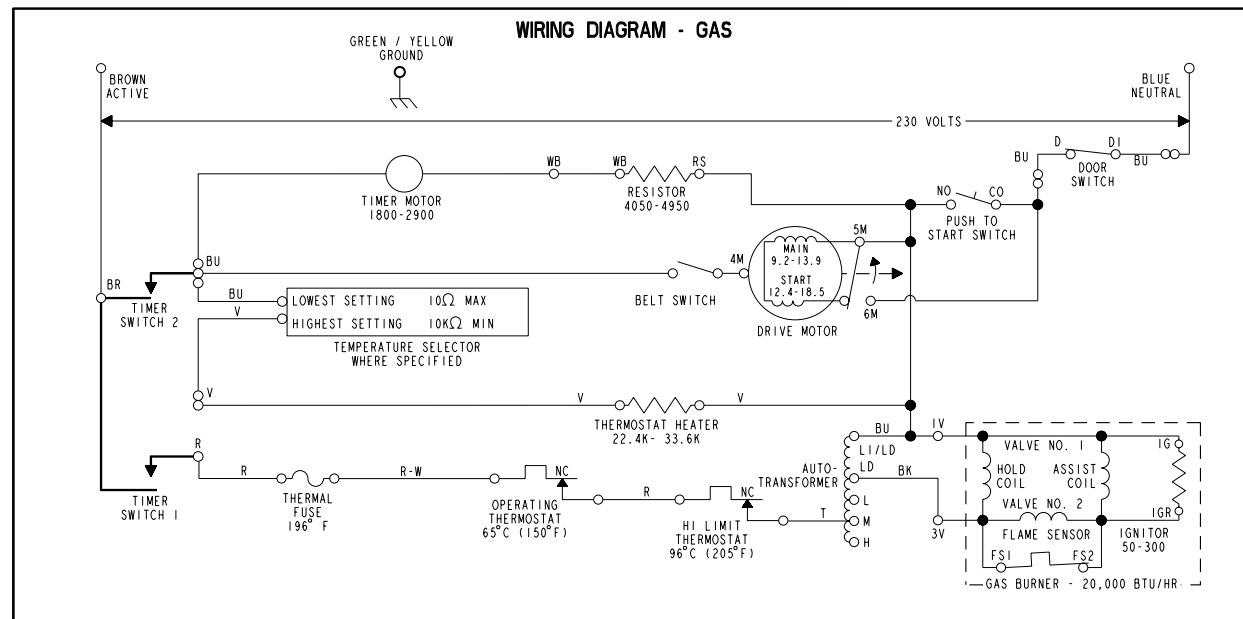 WIRING DIAGRAM - GAS
GREEN / YELLOW
GROUND
BROWN
ACTIVE
BLUE
NEUTRAL
230 VOLTS
D
D1
BU
BU
DOOR
SWITCH
WB
WB
RS
TIMER MOTOR
1800-2900
RESISTOR
4050-4950
NO
CO
PUSH TO
START SWITCH
5M
MAIN
9.2-13.9
BU
4M
START
12.4-18.5
BR
BELT SWITCH
6M
DRIVE MOTOR
TIMER
SWITCH 2
BU
V
LOWEST SETTING 10Ω MAX
HIGHEST SETTING 10KΩ MIN
TEMPERATURE SELECTOR
WHERE SPECIFIED
V
V
V
THERMOSTAT HEATER
22.4K- 33.6K
R
BU
1V
L1/LD
VALVE NO. 1
1G
R
R-W
NC
AUTO-
TRANSFORMER
LD
BK
HOLD
COIL
ASSIST
COIL
THERMAL
FUSE
196° F
R
NC
L
VALVE NO. 2
TIMER
SWITCH 1
OPERATING
THERMOSTAT
65°C (150°F)
T
M
1GR
HI LIMIT
THERMOSTAT
96°C (205°F)
H
3V
FLAME SENSOR
IGNITOR
50-300
FS1
FS2
GAS BURNER - 20,000 BTU/HR.